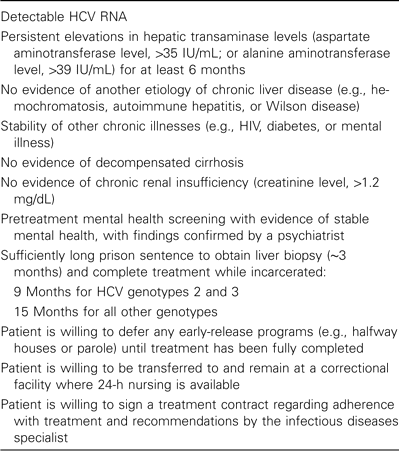 Detectable HCV RNA
Persistent elevations in hepatic transaminase levels (aspartate
aminotransferase level, >35 IU/mL; or alanine aminotransferase
level, >39 IU/mL) for at least 6 months
No evidence of another etiology of chronic liver disease (e.g., he-
mochromatosis, autoimmune hepatitis, or Wilson disease)
Stability of other chronic illnesses (e.g., HIV, diabetes, or mental
illness)
No evidence of decompensated cirrhosis
No evidence of chronic renal insufficiency (creatinine level, >1.2
mg/dL)
Pretreatment mental health screening with evidence of stable
mental health, with findings confirmed by a psychiatrist
Sufficiently long prison sentence to obtain liver biopsy (~3
months) and complete treatment while incarcerated:
9 Months for HCV genotypes 2 and 3
15 Months for all other genotypes
Patient is willing to defer any early-release programs (e.g., halfway
houses or parole) until treatment has been fully completed
Patient is willing to be transferred to and remain at a correctional
facility where 24-h nursing is available
Patient is willing to sign a treatment contract regarding adherence
with treatment and recommendations by the infectious diseases
specialist